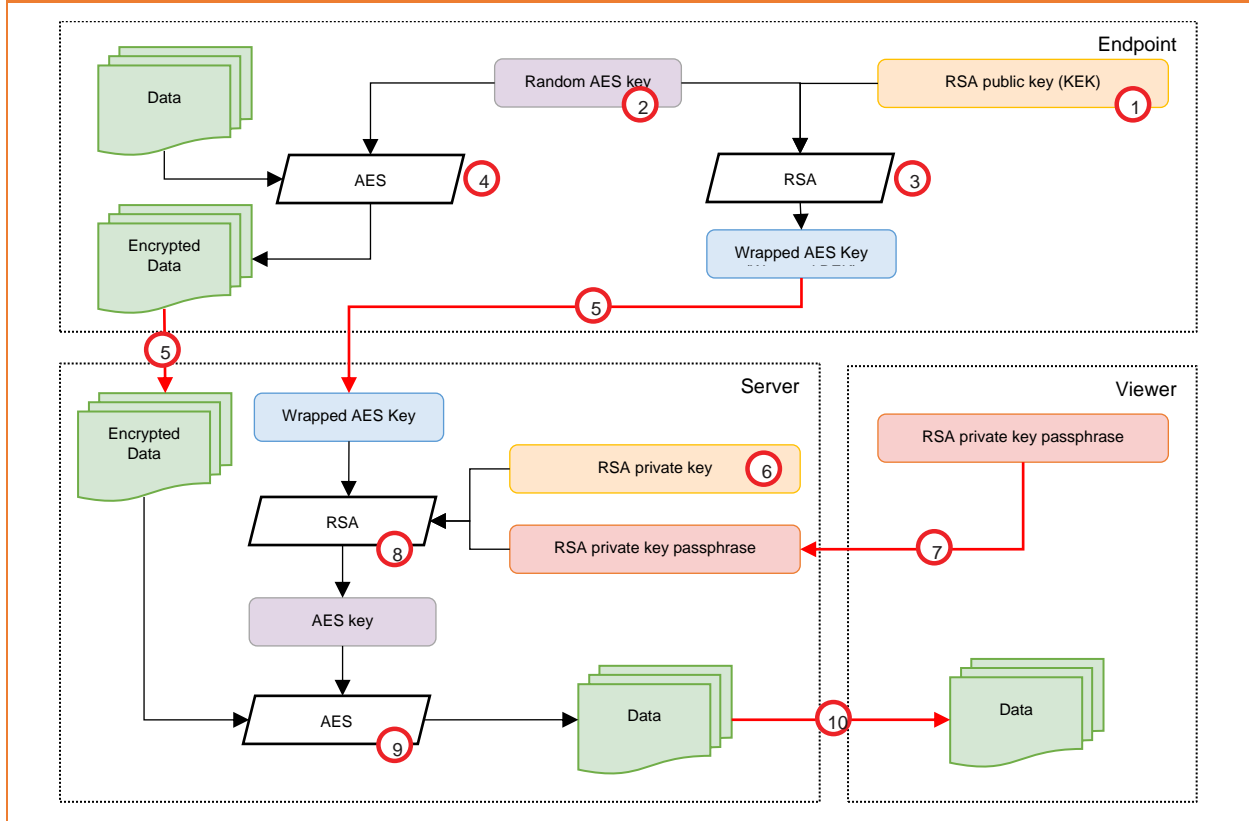 Endpoint
Data
Random AES key
2
RSA public key (KEK)
1
AES
4
RSA
3
Encrypted
Data
Wrapped AES Key
5
5
Server
Viewer
Encrypted
Data
Wrapped AES Key
RSA private key passphrase
RSA private key
6
RSA
8
RSA private key passphrase
7
AES key
AES
9
Data
10
Data